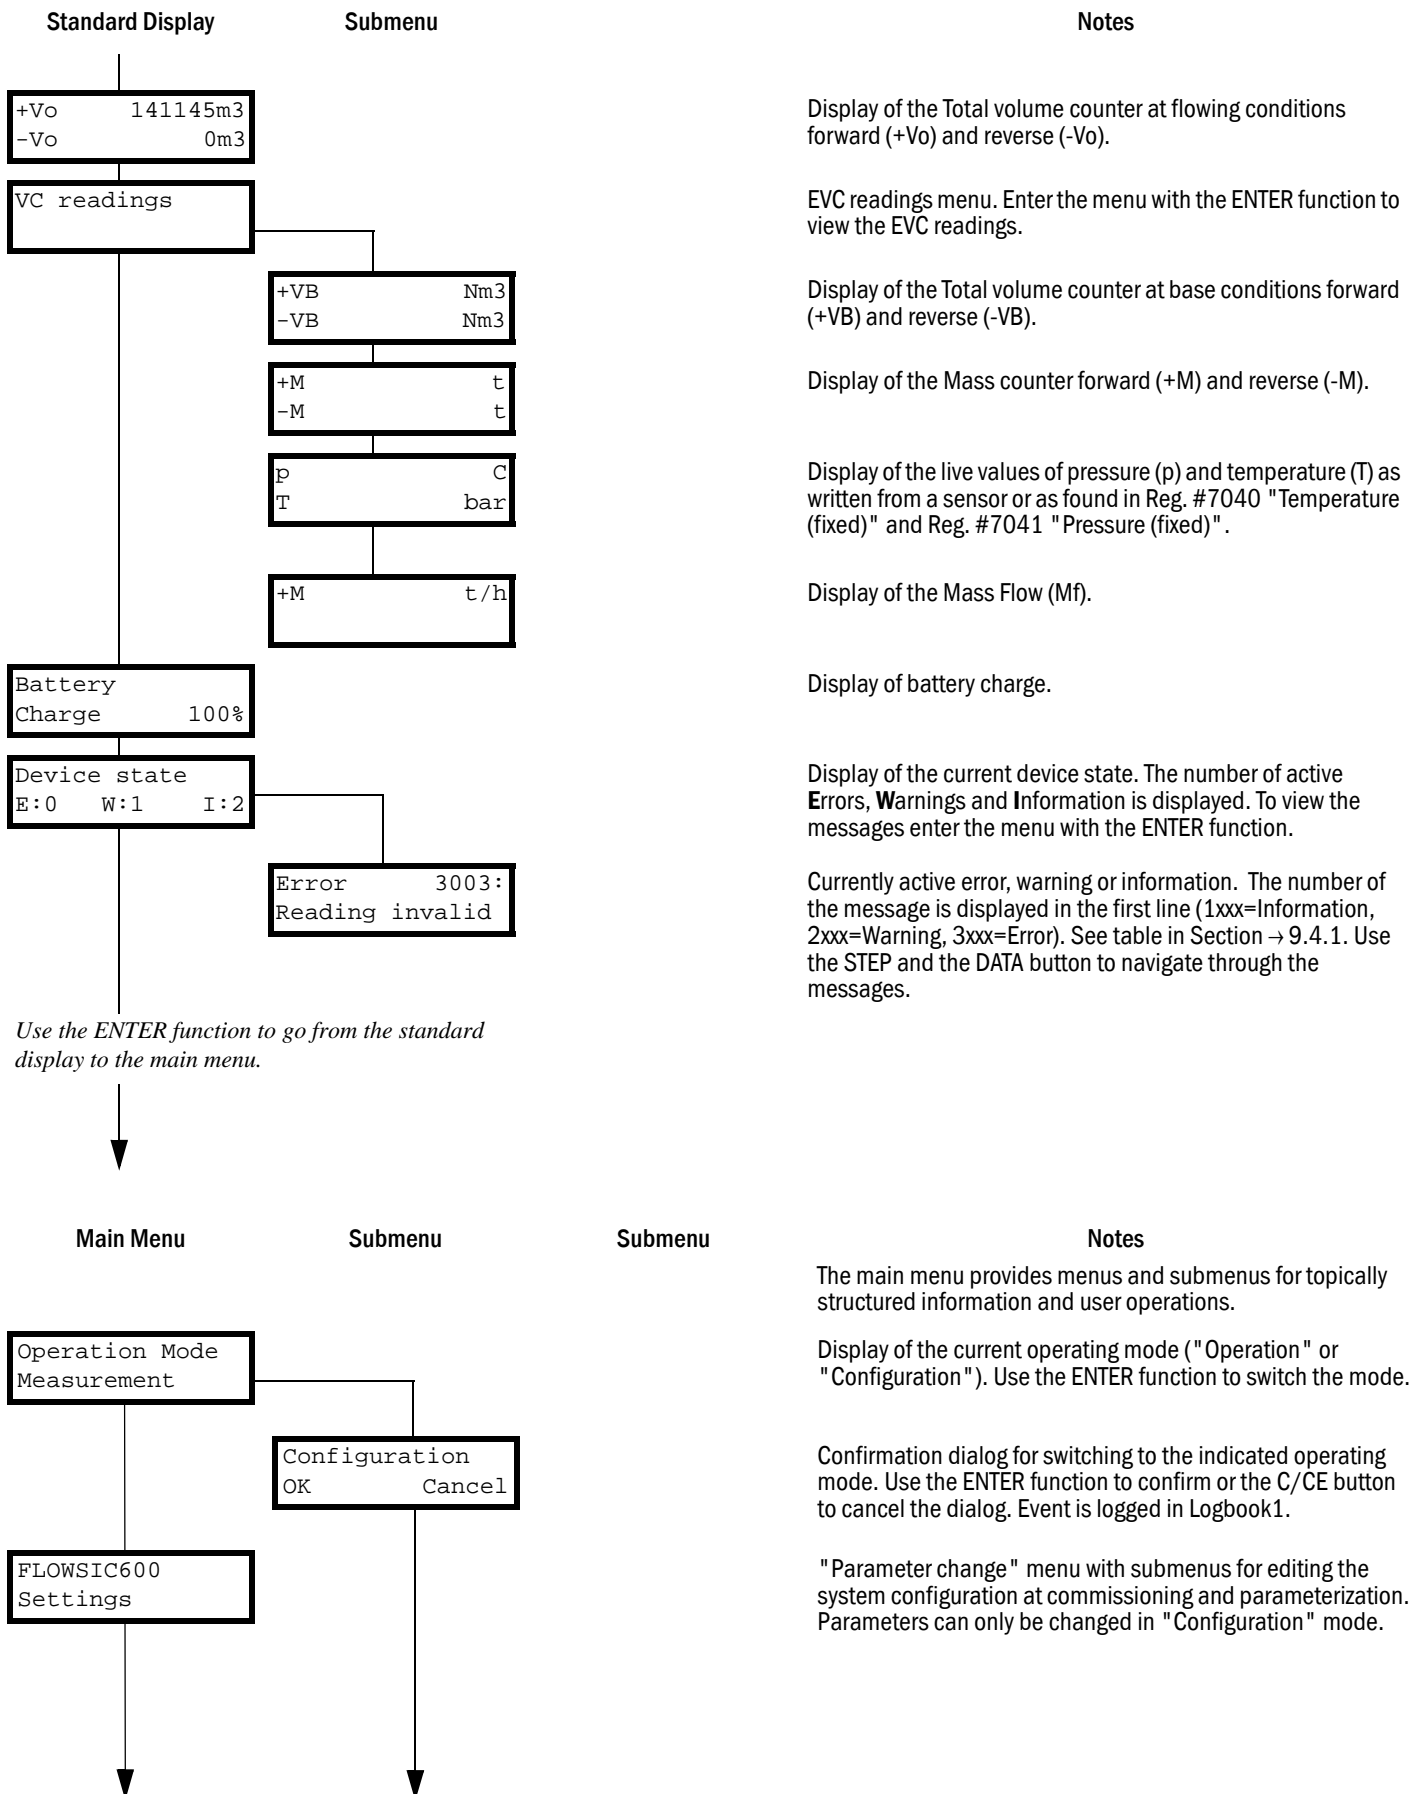 Standard Display Submenu Notes
+Vo 141145m3
-Vo 0m3
Display of the Total volume counter at flowing conditions
forward (+Vo) and reverse (-Vo).
VC readings
EVC readings menu. Enter the menu with the ENTER function to
view the EVC readings.
+VB Nm3
-VB Nm3
Display of the Total volume counter at base conditions forward
(+VB) and reverse (-VB).
+M t
-M t
Display of the Mass counter forward (+M) and reverse (-M).
p C
T bar
Display of the live values of pressure (p) and temperature (T) as
written from a sensor or as found in Reg. #7040 "Temperature
(fixed)" and Reg. #7041 "Pressure (fixed)".
+M t/h
Display of the Mass Flow (Mf).
Battery
Charge 100%
Display of battery charge.
Device state
E:0 W:1 I:2
Display of the current device state. The number of active
Errors, Warnings and Information is displayed. To view the
messages enter the menu with the ENTER function.
Error 3003:
Reading invalid
Currently active error, warning or information. The number of
the message is displayed in the first line (1xxx=Information,
2xxx=Warning, 3xxx=Error). See table in Section → 9.4.1. Use
the STEP and the DATA button to navigate through the
messages.
Use the ENTER function to go from the standard
display to the main menu.
Main Menu Submenu Submenu Notes
The main menu provides menus and submenus for topically
structured information and user operations.
Operation Mode
Measurement
Display of the current operating mode ("Operation" or
"Configuration"). Use the ENTER function to switch the mode.
Configuration
OK Cancel
Confirmation dialog for switching to the indicated operating
mode. Use the ENTER function to confirm or the C/CE button
to cancel the dialog. Event is logged in Logbook1.
FLOWSIC600
Settings
"Parameter change" menu with submenus for editing the
system configuration at commissioning and parameterization.
Parameters can only be changed in "Configuration" mode.